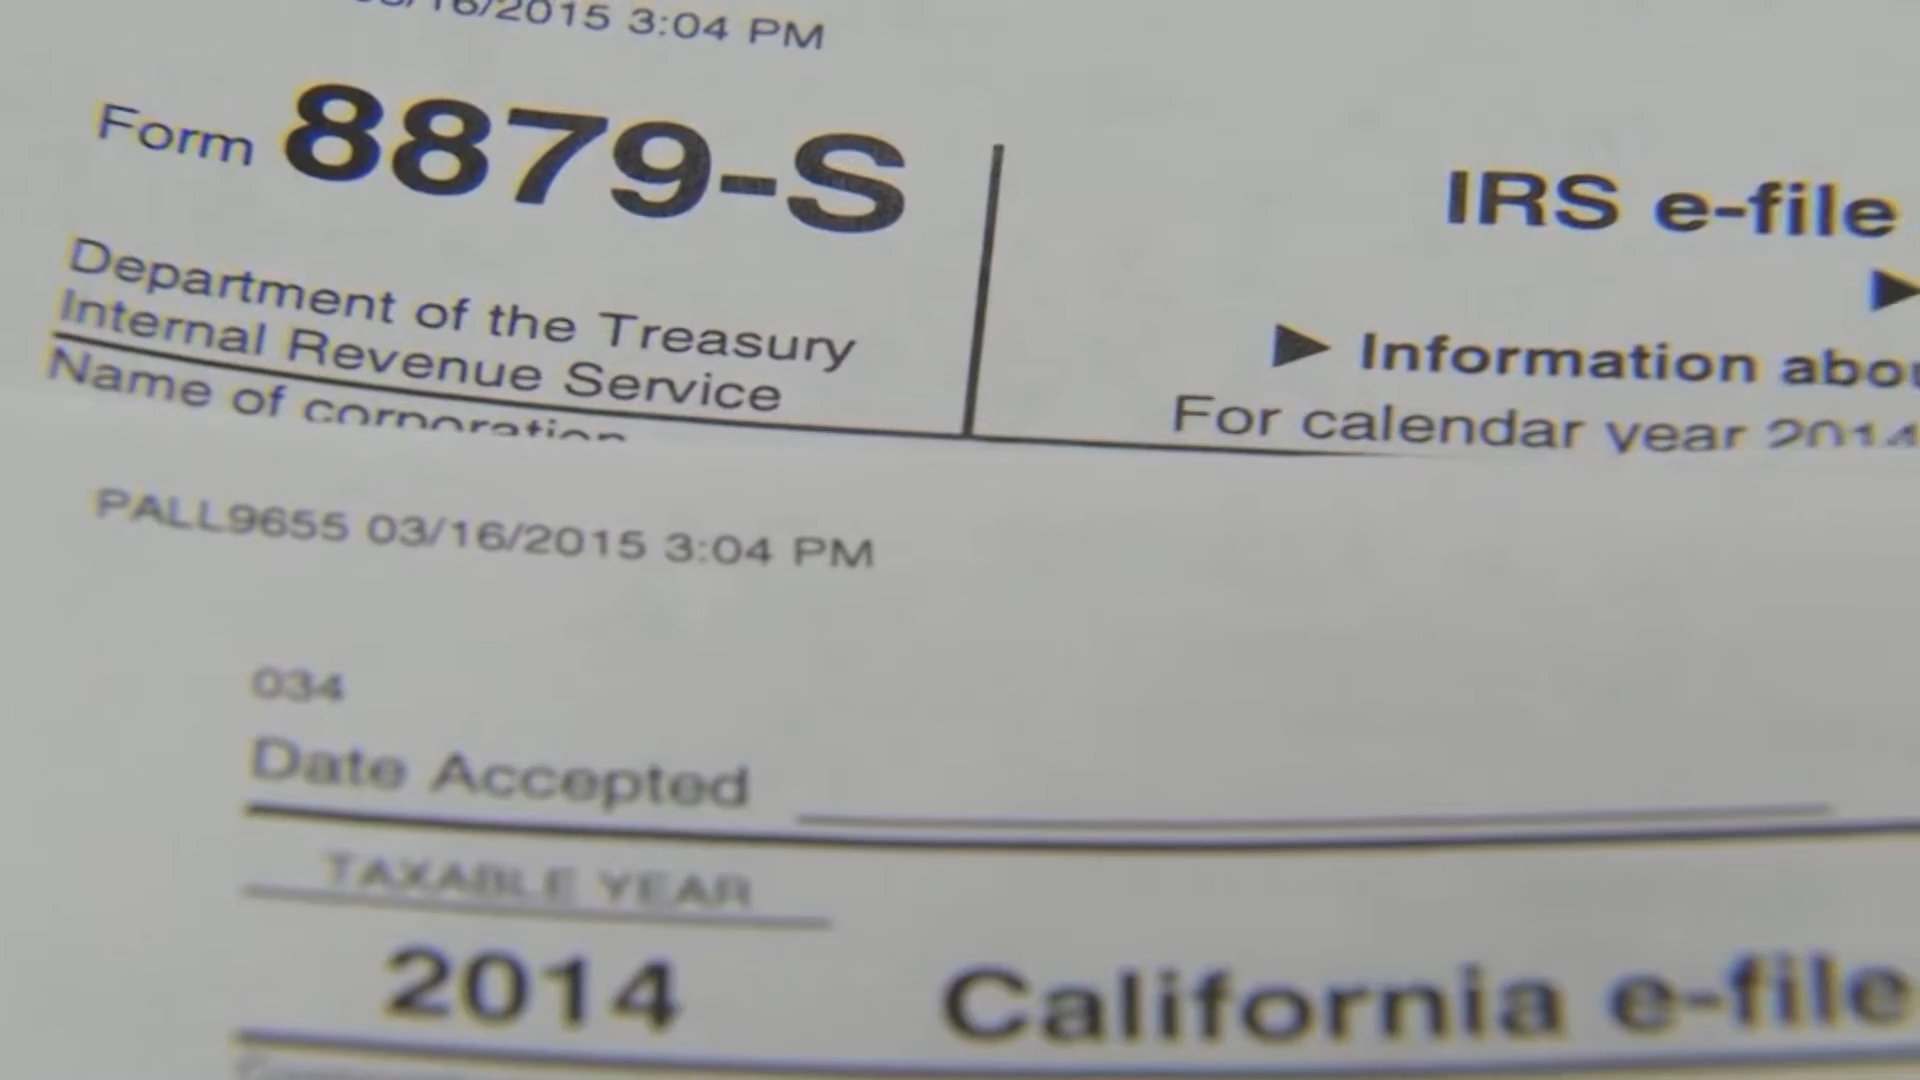 03/16/2015 3:04 PM
Form 8879-S
IRS e-file
Department of the Treasury
Internal Revenue Service
▶
▶ Information abou
For calendar year 2014
Name of corporation
PALL9655 03/16/2015 3:04 PM
034
Date Accepted
TAXABLE YEAR
2014 California e-file